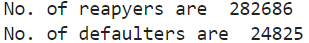 No. of reapyers are  282686
No. of defaulters are  24825